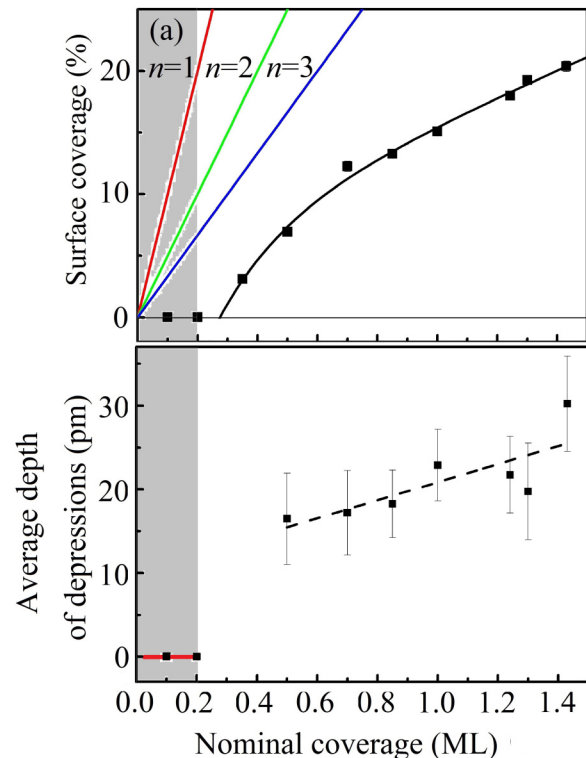 (a)
n=1 n=2 n=3
Surface coverage (%)
20
10
0
Average depth
of depressions (pm)
30
20
10
0
0.0 0.2 0.4 0.6 0.8 1.0 1.2 1.4
Nominal coverage (ML)